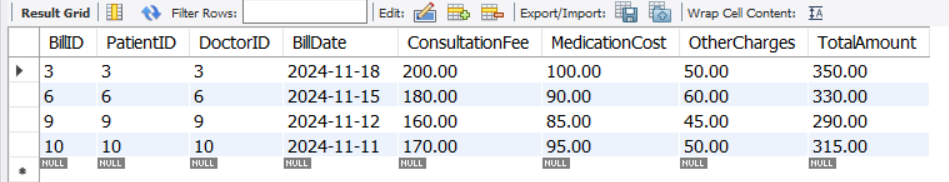 Result Grid Filter Rows: Edit: Export/Import: Wrap Cell Content: IA
BillID PatientID DoctorID BillDate ConsultationFee MedicationCost OtherCharges TotalAmount
3 3 3 2024-11-18 200.00 100.00 50.00 350.00
6 6 6 2024-11-15 180.00 90.00 60.00 330.00
9 9 9 2024-11-12 160.00 85.00 45.00 290.00
10 10 10 2024-11-11 170.00 95.00 50.00 315.00
NULL NULL NULL NULL NULL NULL NULL NULL